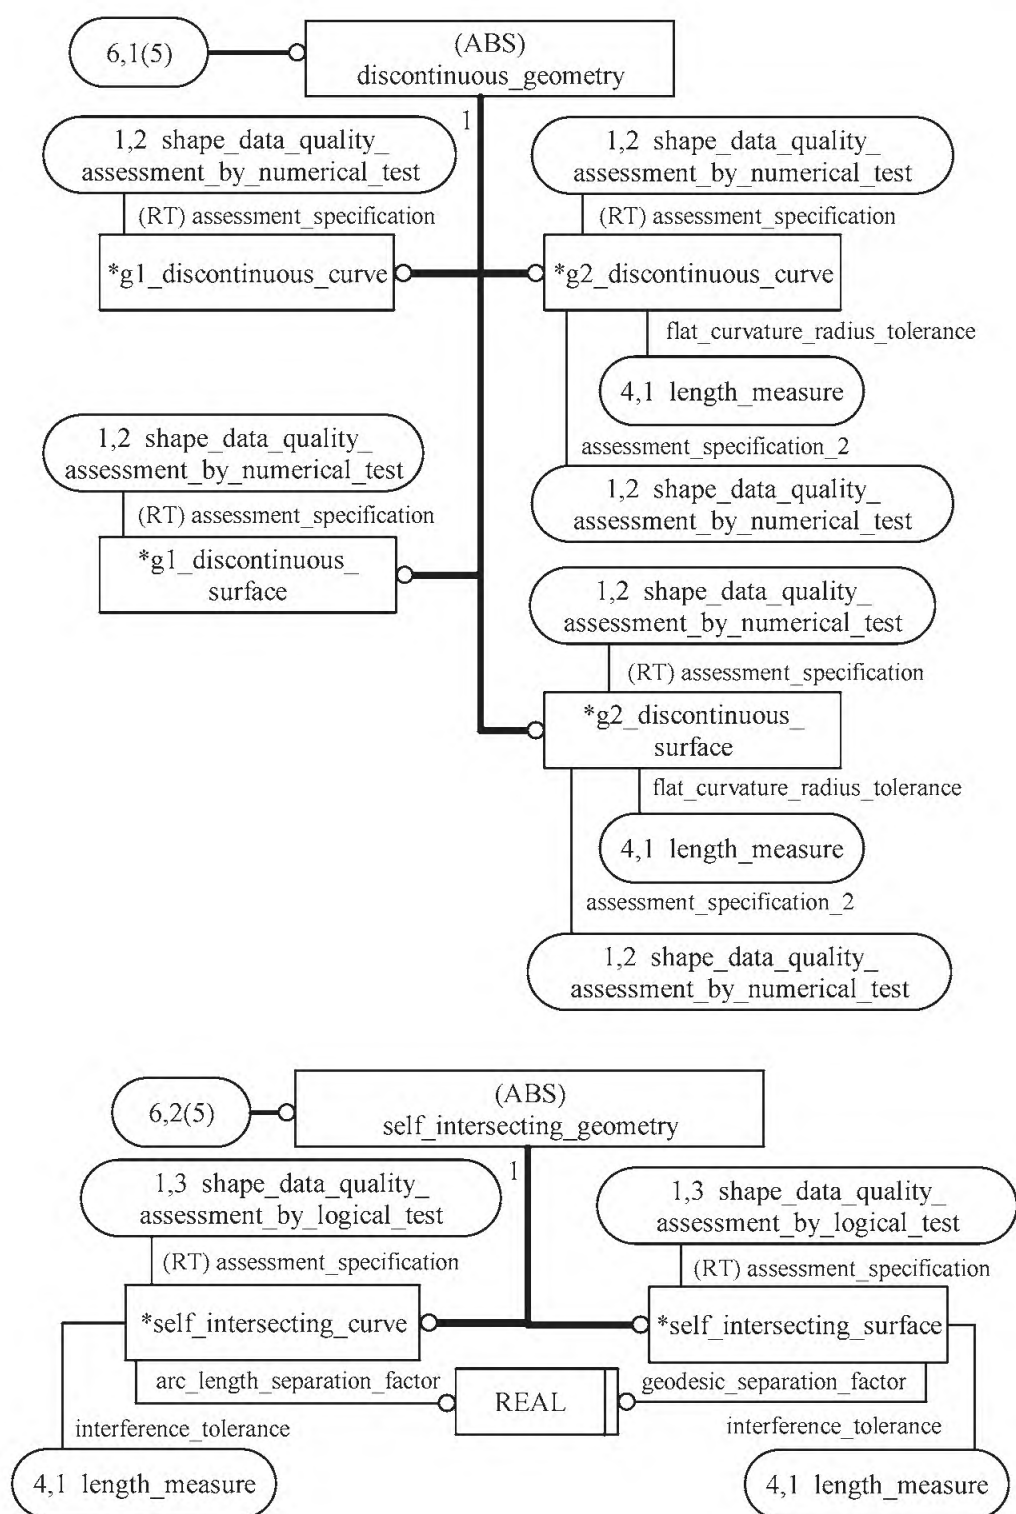 6,1(5)
(ABS)
discontinuous_geometry
1
1,2 shape_data_quality_
assessment_by_numerical_test
1,2 shape_data_quality_
assessment_by_numerical_test
(RT) assessment_specification
(RT) assessment_specification
*g1_discontinuous_curve
*g2_discontinuous_curve
flat_curvature_radius_tolerance
4,1 length_measure
1,2 shape_data_quality_
assessment_by_numerical_test
assessment_specification_2
1,2 shape_data_quality_
assessment_by_numerical_test
(RT) assessment_specification
*g1_discontinuous_
surface
1,2 shape_data_quality_
assessment_by_numerical_test
(RT) assessment_specification
*g2_discontinuous_
surface
flat_curvature_radius_tolerance
4,1 length_measure
assessment_specification_2
1,2 shape_data_quality_
assessment_by_numerical_test
6,2(5)
(ABS)
self_intersecting_geometry
1
1,3 shape_data_quality_
assessment_by_logical_test
1,3 shape_data_quality_
assessment_by_logical_test
(RT) assessment_specification
(RT) assessment_specification
*self_intersecting_curve
*self_intersecting_surface
arc_length_separation_factor
REAL
geodesic_separation_factor
interference_tolerance
interference_tolerance
4,1 length_measure
4,1 length_measure